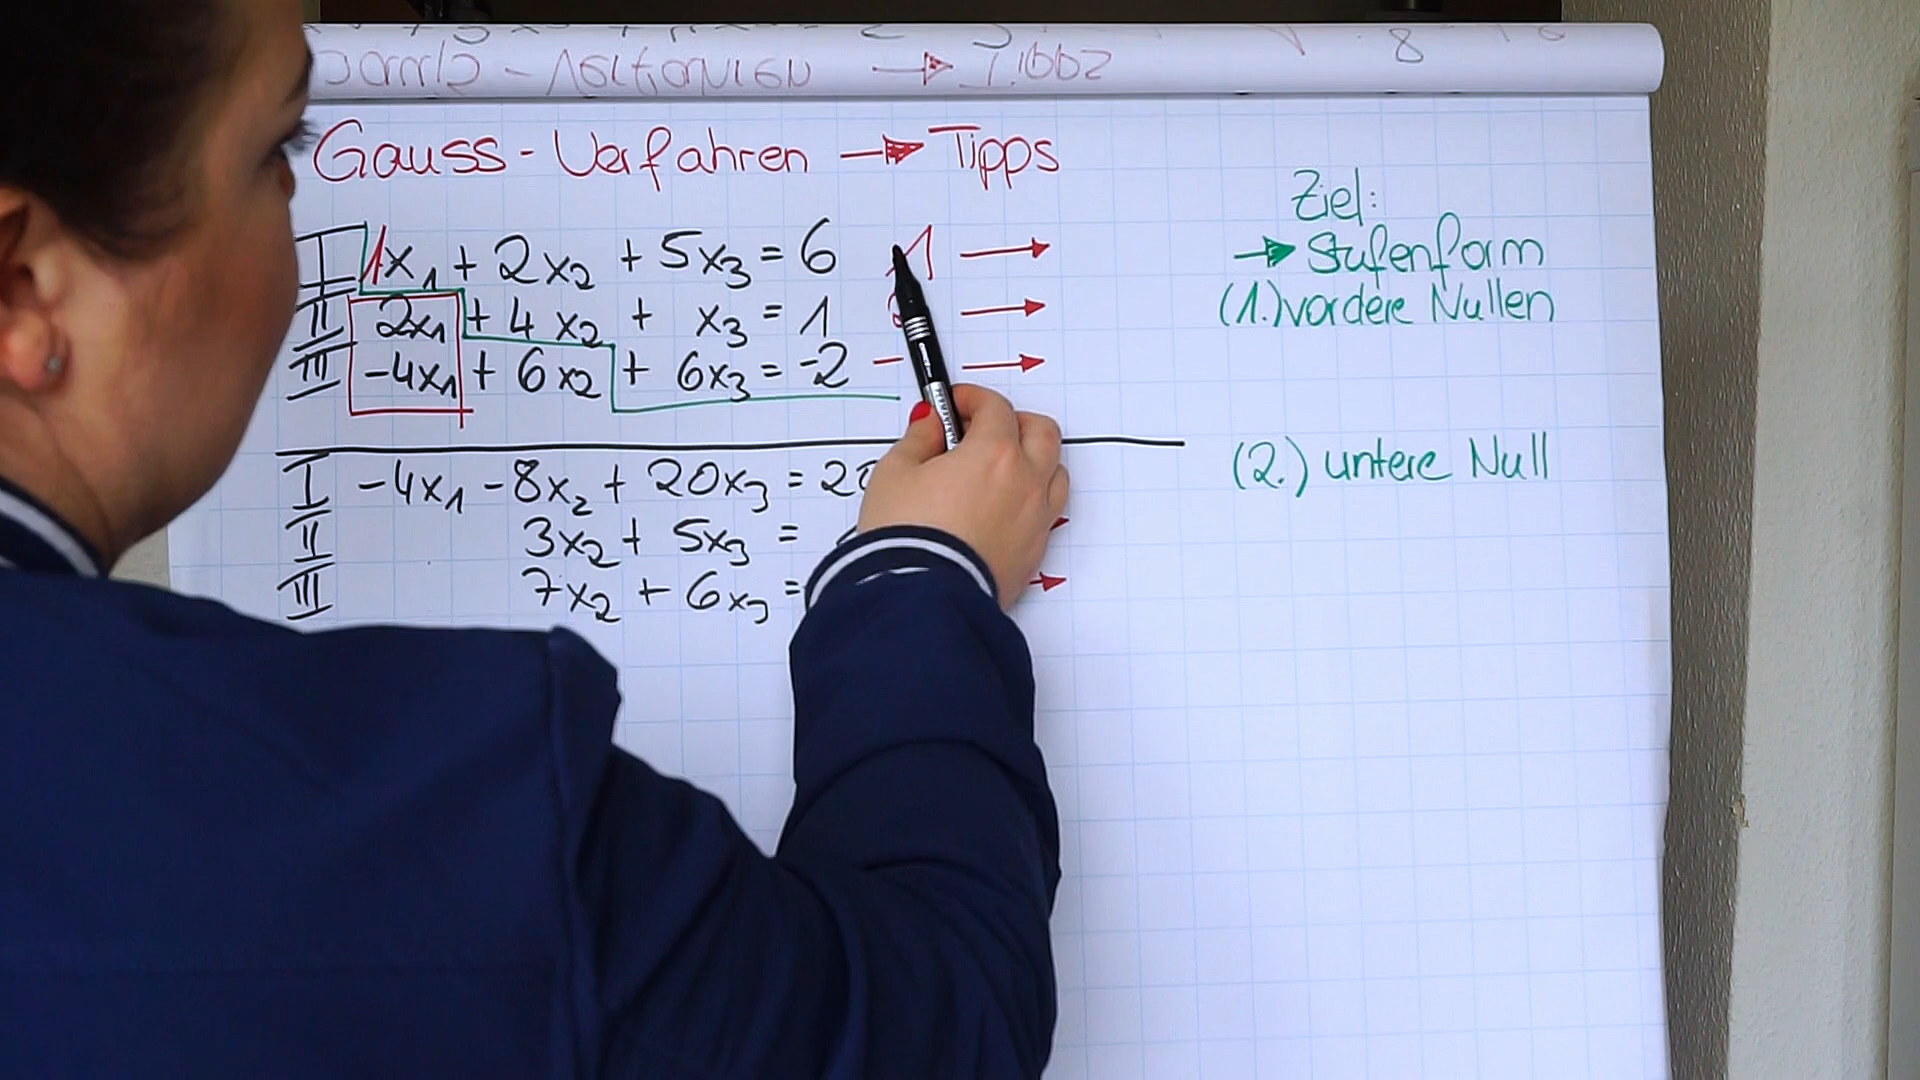 Gauss-Verfahren → Tipps
I 1x₁ + 2x₂ + 5x₃ = 6 1 →
II 2x₁ + 4x₂ + x₃ = 1 →
III -4x₁ + 6x₂ + 6x₃ = -2 - →
I -4x₁ - 8x₂ + 20x₃ =
II 3x₂ + 5x₃ =
III 7x₂ + 6x₃ =
Ziel:
→ Stufenform
(1.) vordere Nullen
(2.) untere Null